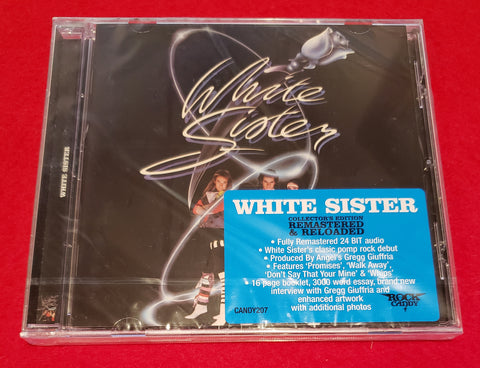 White
Sister
WHITE SISTER
WHITE SISTER
COLLECTOR'S EDITION
REMASTERED
& RELOADED
• Fully Remastered 24 BIT audio
• White Sister's clasic pomp rock debut
• Produced By Angel's Gregg Giuffria
• Features 'Promises', 'Walk Away',
'Don't Say That Your Mine' & 'Whips'
• 16 page booklet, 3000 word essay, brand new
interview with Gregg Giuffria and
enhanced artwork
with additional photos
CANDY207
ROCK
CANDY